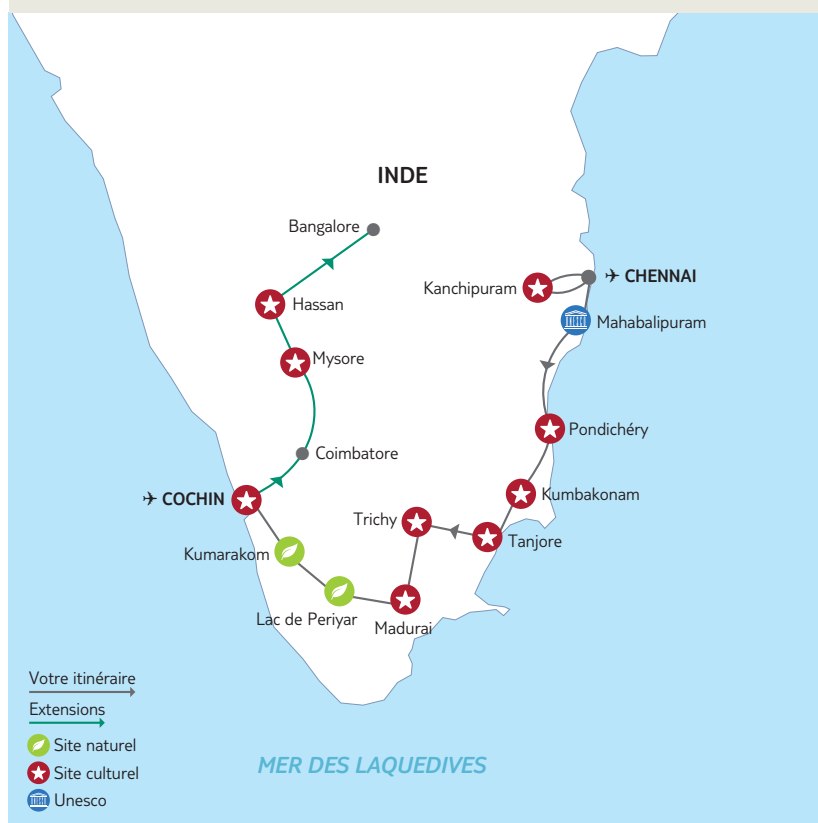 INDE
Bangalore
Kanchipuram
CHENNAI
Hassan
Mahabalipuram
Mysore
Pondichéry
Coimbatore
COCHIN
Kumbakonam
Trichy
Tanjore
Kumarakom
Lac de Periyar
Madurai
Votre itinéraire
Extensions
Site naturel
Site culturel
Unesco
MER DES LAQUEDIVES